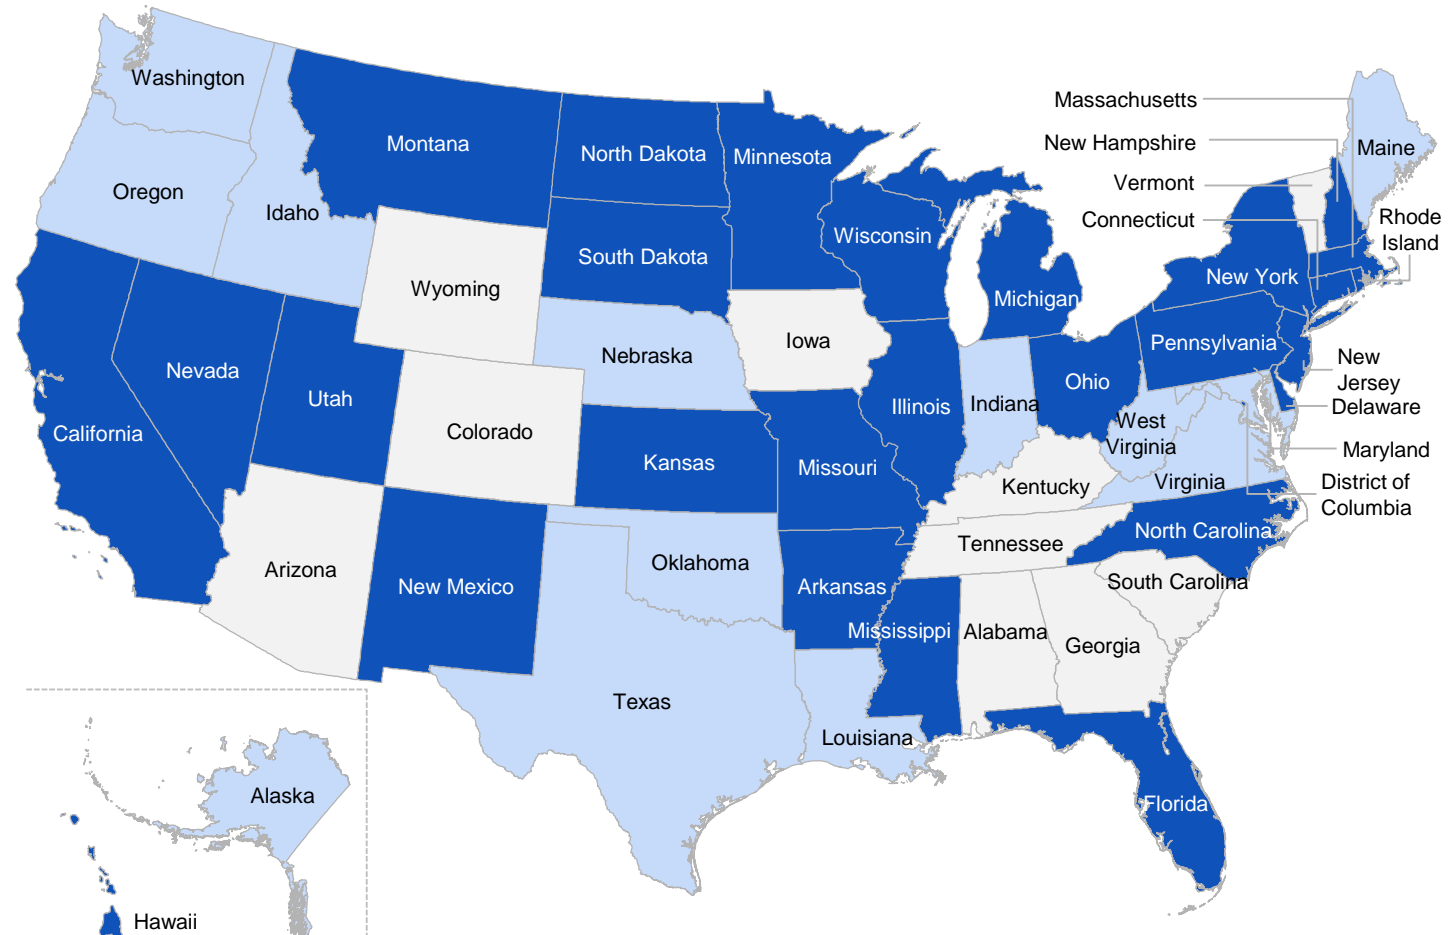 Washington
Montana
North Dakota
Minnesota
Massachusetts
New Hampshire
Maine
Vermont
Connecticut
Rhode
Island
Oregon
Idaho
Wisconsin
South Dakota
Wyoming
New York
Michigan
Iowa
Pennsylvania
Nebraska
New
Jersey
Nevada
Utah
Ohio
Illinois
Indiana
Delaware
California
Colorado
West
Virginia
Maryland
Kansas
Missouri
Kentucky
Virginia
District of
Columbia
North Carolina
Tennessee
Arizona
New Mexico
Oklahoma
Arkansas
South Carolina
Mississippi
Alabama
Georgia
Texas
Louisiana
Alaska
Florida
Hawaii